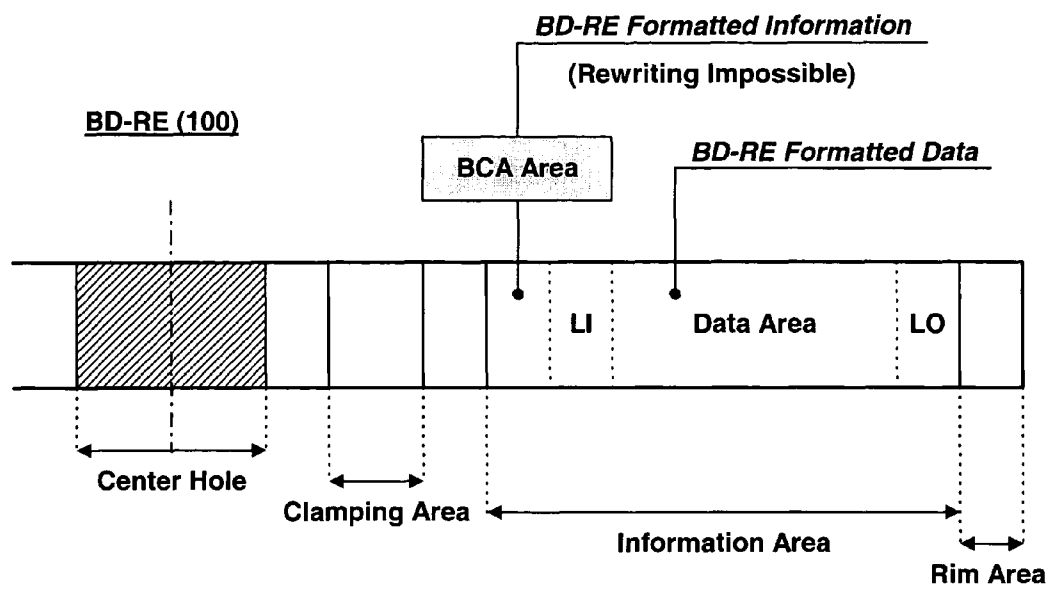 BD-RE Formatted Information
(Rewriting Impossible)
BD-RE (100)
BCA Area
BD-RE Formatted Data
LI
Data Area
LO
Center Hole
Clamping Area
Information Area
Rim Area